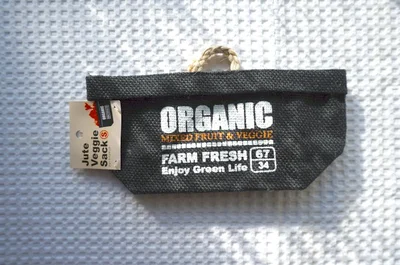 ORGANIC
MIXED FRUIT & VEGGIE
FARM FRESH 67
Enjoy Green Life 34
Jute
Veggie
Sack S